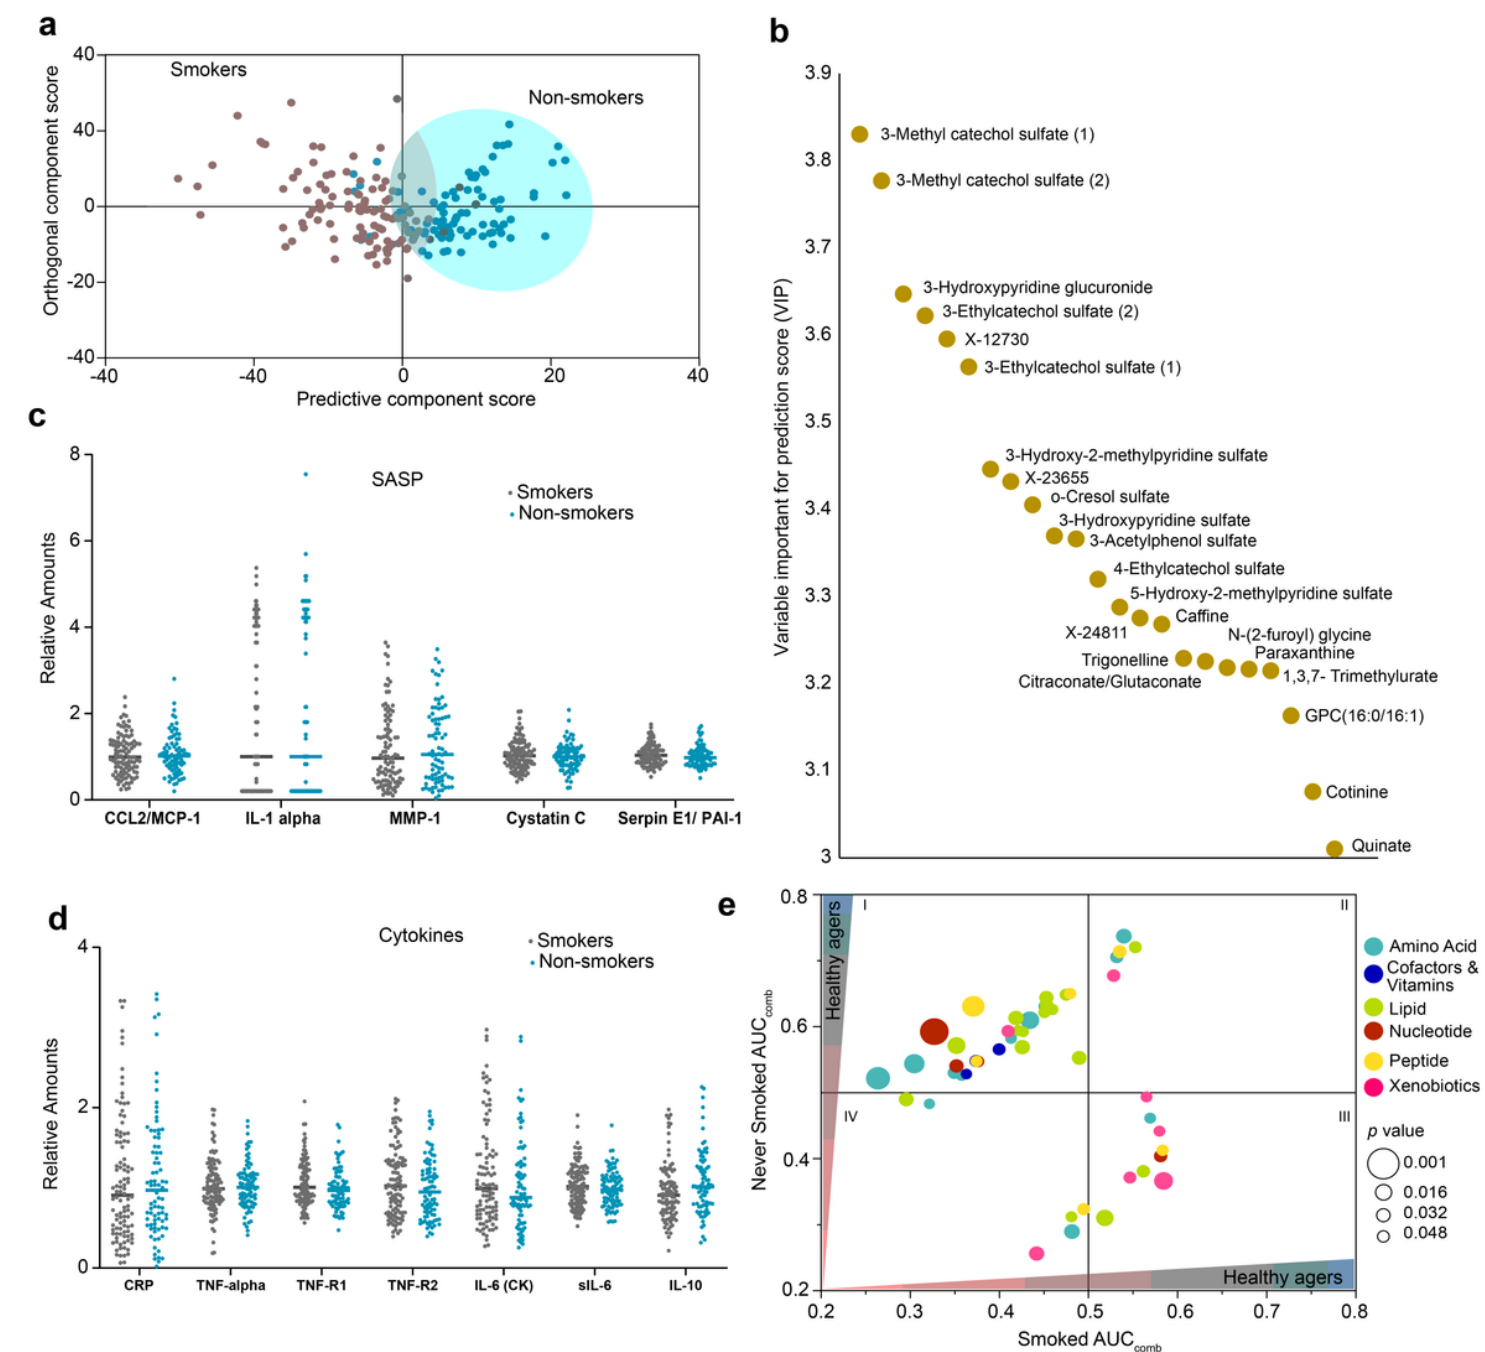 a
Smokers
Non-smokers
Orthogonal component score
40
40
0
-20
-40
-40
-40
0
20
40
Predictive component score
b
Variable important for prediction score (VIP)
3.9
3.8
3.7
3.6
3.5
3.4
3.3
3.2
3.1
3
3-Methyl catechol sulfate (1)
3-Methyl catechol sulfate (2)
3-Hydroxypyridine glucuronide
3-Ethylcatechol sulfate (2)
X-12730
3-Ethylcatechol sulfate (1)
3-Hydroxy-2-methylpyridine sulfate
X-23655
o-Cresol sulfate
3-Hydroxypyridine sulfate
3-Acetylphenol sulfate
4-Ethylcatechol sulfate
5-Hydroxy-2-methylpyridine sulfate
Caffine
X-24811
N-(2-furoyl) glycine
Paraxanthine
Trigonelline
1,3,7- Trimethylurate
Citraconate/Glutaconate
GPC(16:0/16:1)
Cotinine
Quinate
c
SASP
Smokers
Non-smokers
Relative Amounts
8
6
4
2
0
CCL2/MCP-1
IL-1 alpha
MMP-1
Cystatin C
Serpin E1/ PAI-1
d
Cytokines
Smokers
Non-smokers
Relative Amounts
4
2
0
CRP
TNF-alpha
TNF-R1
TNF-R2
IL-6 (CK)
sIL-6
IL-10
e
Never Smoked AUCcomb
0.8
0.6
0.4
0.2
Healthy agers
I
II
IV
III
Healthy agers
0.2
0.3
0.4
0.5
0.6
0.7
0.8
Smoked AUCcomb
Amino Acid
Cofactors &
Vitamins
Lipid
Nucleotide
Peptide
Xenobiotics
p value
0.001
0.016
0.032
0.048